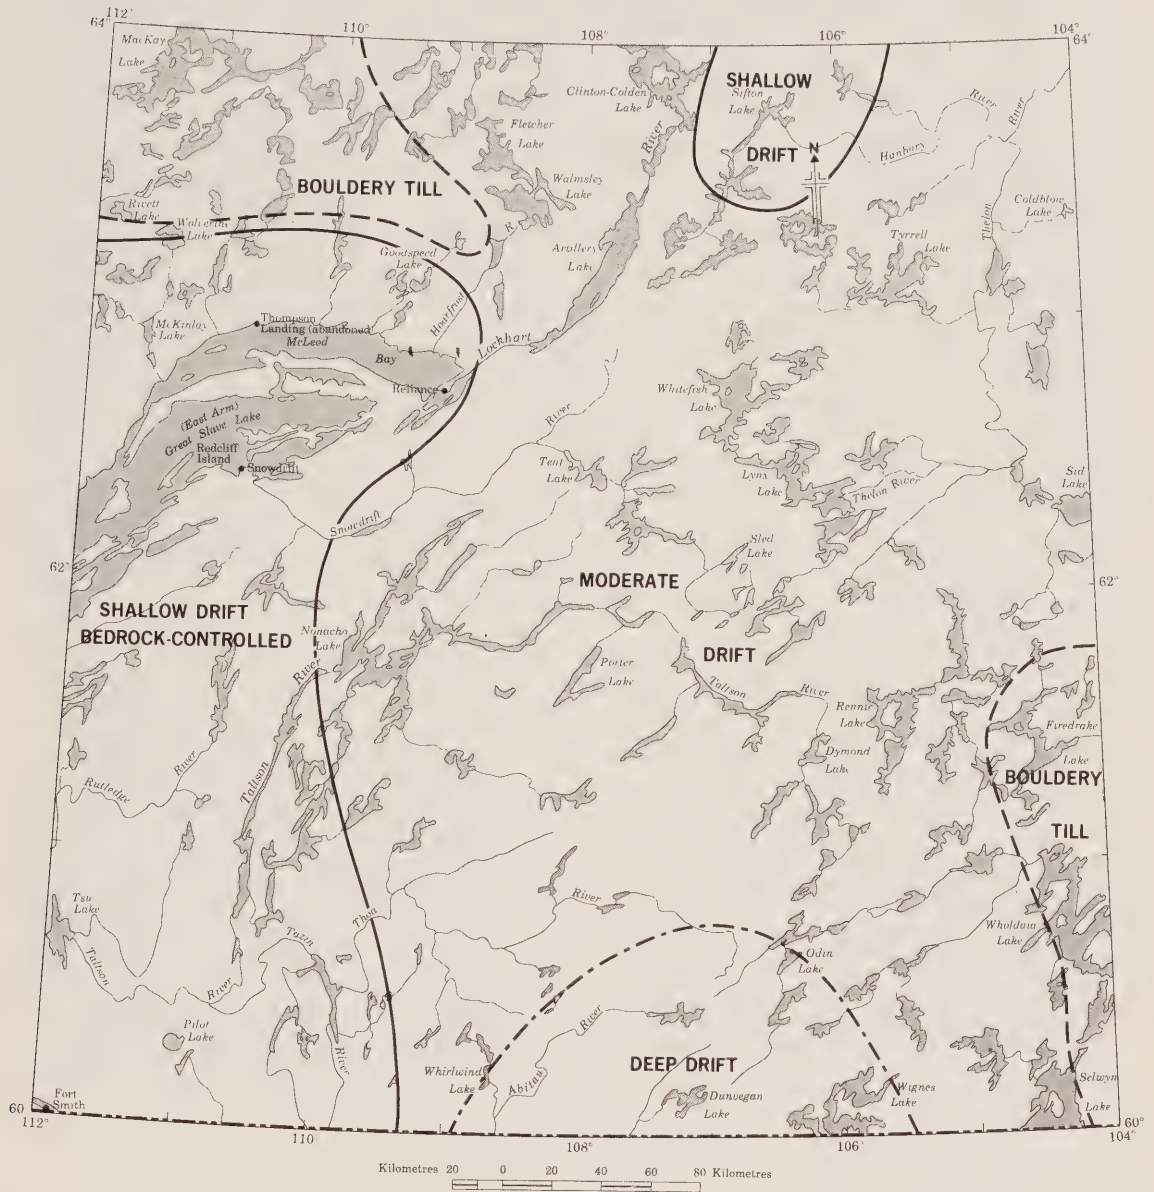 112°
64°
110°
108°
106°
104°
64°
MacKay
Lake
Clinton-Colden
Lake
SHALLOW
Sifton
Lake
DRIFT
N
River
River
Hanbury
Fletcher
Lake
River
BOULDERY TILL
Walmsley
Lake
Rivett
Lake
Lake
Coldblow
Lake
Thelon
R.
Goodspeed
Lake
Artillery
Lake
Tyrrell
Lake
Hoarfrost
McKinlay
Lake
Thompson
Landing (abandoned)
McLeod
Bay
Lockhart
Reliance
Whitefish
Lake
(East Arm)
Great Slave Lake
Redcliff
Island
Snowdrift
River
Tent
Lake
Lynx
Lake
Thelon River
Sid
Lake
Snowdrift
Sled
Lake
62°
62°
MODERATE
SHALLOW DRIFT
BEDROCK-CONTROLLED
Nonacho
Lake
DRIFT
River
Porter
Lake
Taltson
River
Rennie
Lake
Firedrake
Lake
Dymond
Lake
BOULDERY
TILL
River
Rutledge
Taltson
Tsu
Lake
Thoa
River
Taltson
River
Tazin
Wholdaia
Lake
Odin
Lake
Pilot
Lake
River
River
DEEP DRIFT
Whirlwind
Lake
Abitau
Dunvegan
Lake
Wignes
Lake
Selwyn
Lake
60
Fort
Smith
112°
110
108°
106°
60°
104°
Kilometres 20 0 20 40 60 80 Kilometres